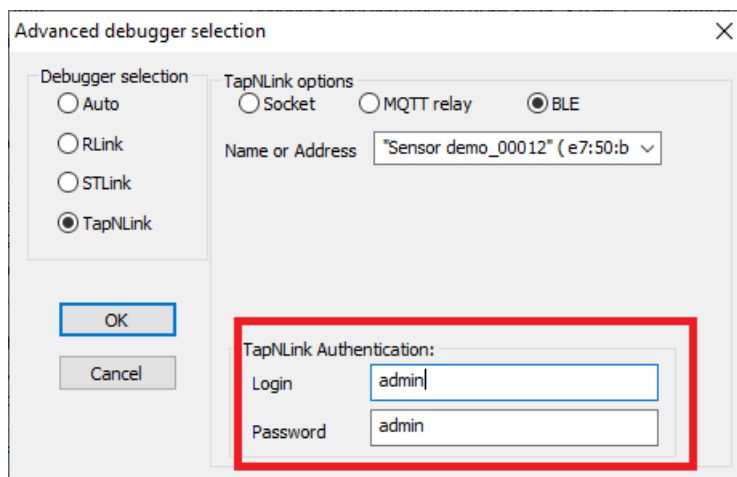 Advanced debugger selection
Debugger selection
Auto
RLink
STLink
TapNLink
OK
Cancel
TapNLink options
Socket MQTT relay BLE
Name or Address "Sensor demo_00012" ( e7:50:b
TapNLink Authentication:
Login admin
Password admin